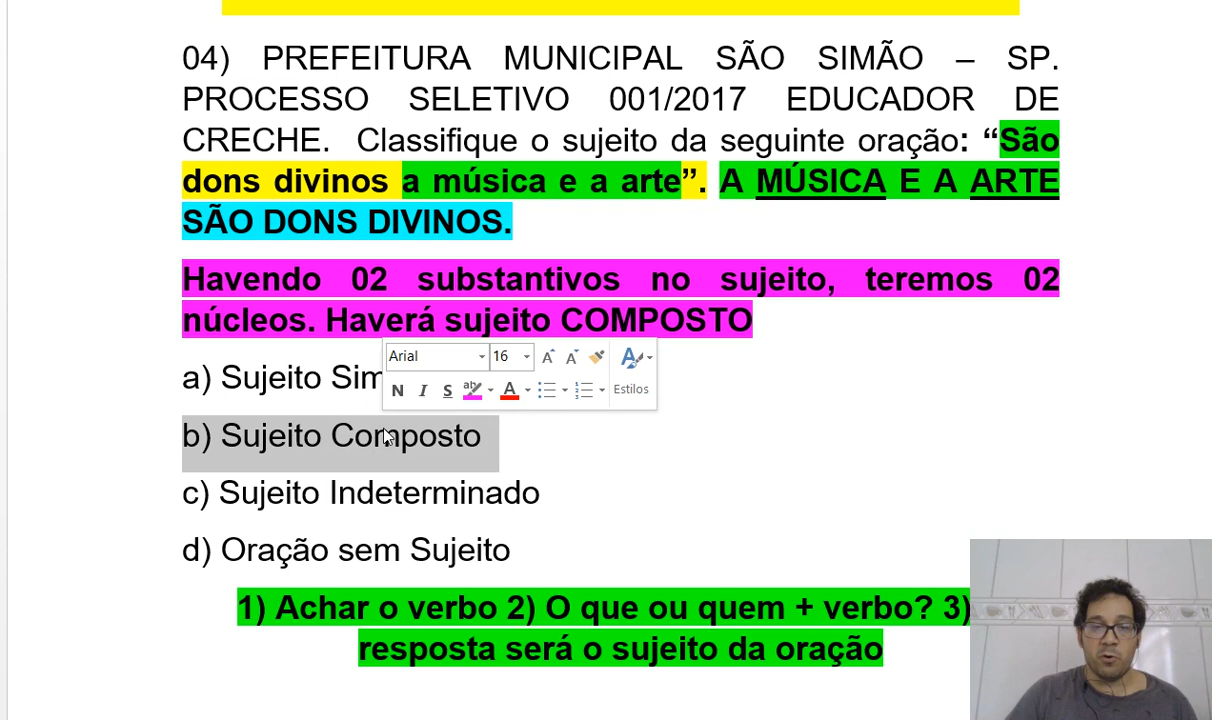 04) PREFEITURA MUNICIPAL SÃO SIMÃO – SP.
PROCESSO SELETIVO 001/2017 EDUCADOR DE
CRECHE. Classifique o sujeito da seguinte oração: “São
dons divinos a música e a arte”. A MÚSICA E A ARTE
SÃO DONS DIVINOS.
Havendo 02 substantivos no sujeito, teremos 02
núcleos. Haverá sujeito COMPOSTO
Arial 16 A A A
a) Sujeito Sim
N I S ab A Estilos
b) Sujeito Composto
c) Sujeito Indeterminado
d) Oração sem Sujeito
1) Achar o verbo 2) O que ou quem + verbo? 3)
resposta será o sujeito da oração